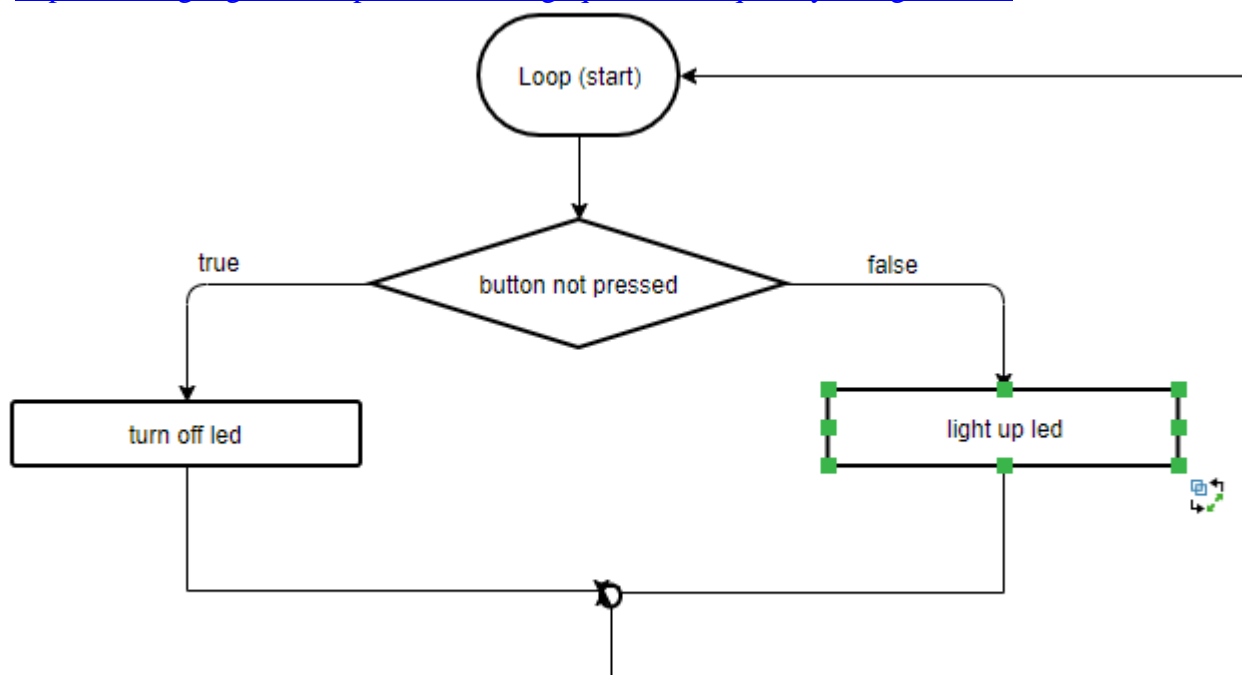 Loop (start)
button not pressed
true
false
turn off led
light up led